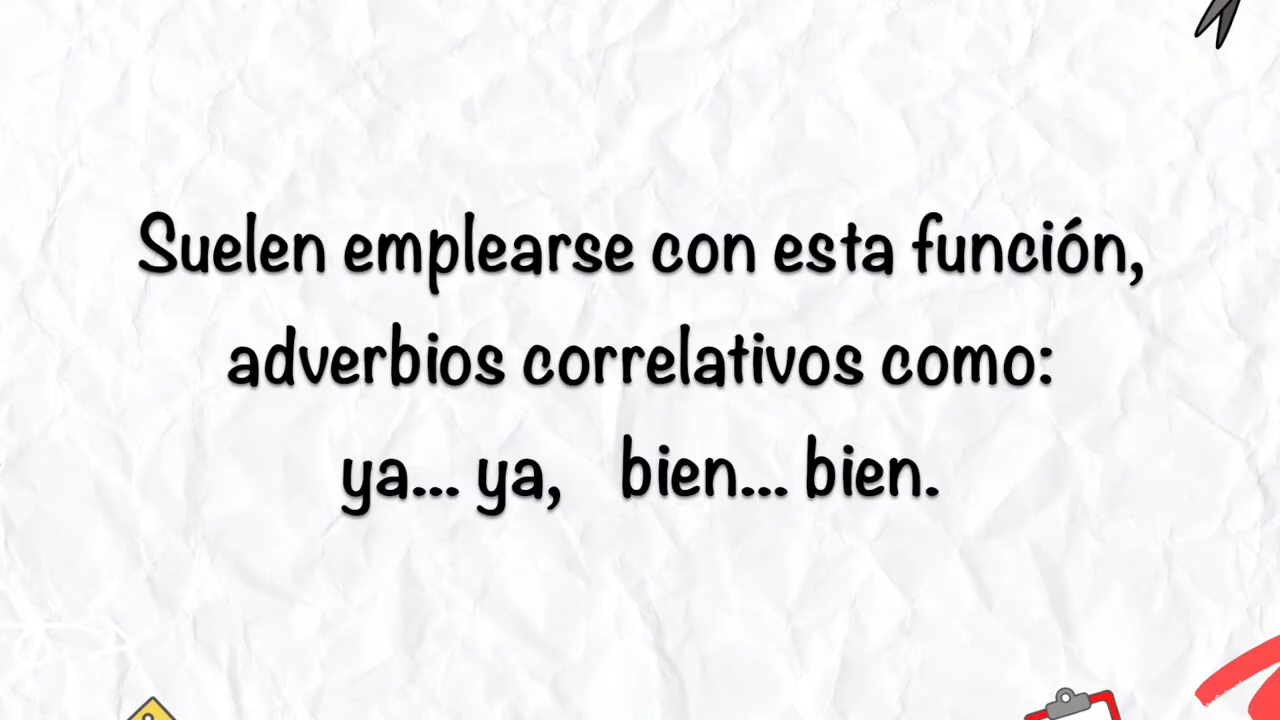 Suelen emplearse con esta función,
adverbios correlativos como:
ya... ya, bien... bien.